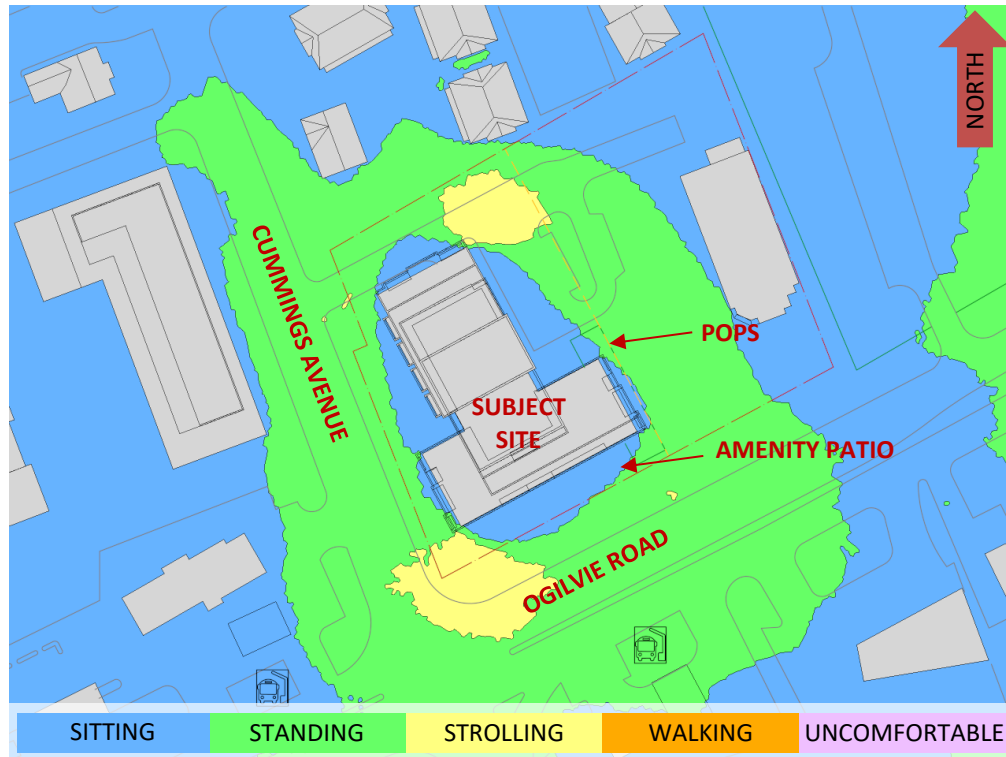 NORTH
CUMMINGS AVENUE
POPS
SUBJECT
SITE
AMENITY PATIO
OGILVIE ROAD
SITTING
STANDING
STROLLING
WALKING
UNCOMFORTABLE